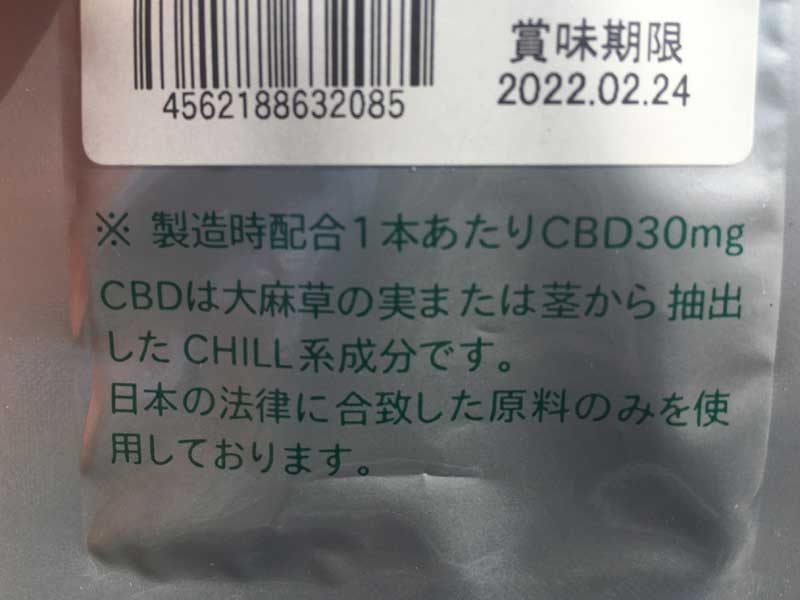 賞味期限
4562188632085
2022.02.24
※ 製造時配合1本あたりCBD30mg
CBDは大麻草の実または茎から抽出
したCHILL系成分です。
日本の法律に合致した原料のみを使
用しております。